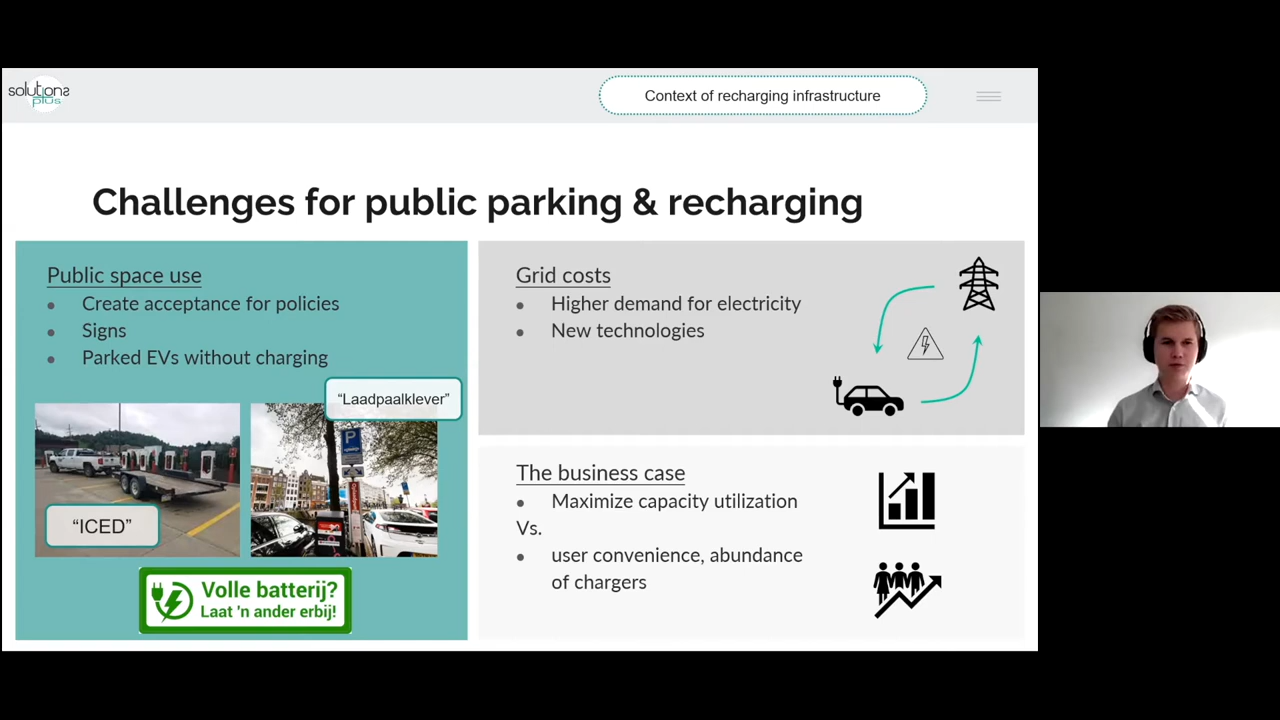 solutions
plus
Context of recharging infrastructure
Challenges for public parking & recharging
Public space use
Create acceptance for policies
Signs
Parked EVs without charging
“Laadpaalklever”
P
“ICED”
Volle batterij?
Laat 'n ander erbij!
Grid costs
Higher demand for electricity
New technologies
The business case
Maximize capacity utilization
Vs.
user convenience, abundance
of chargers